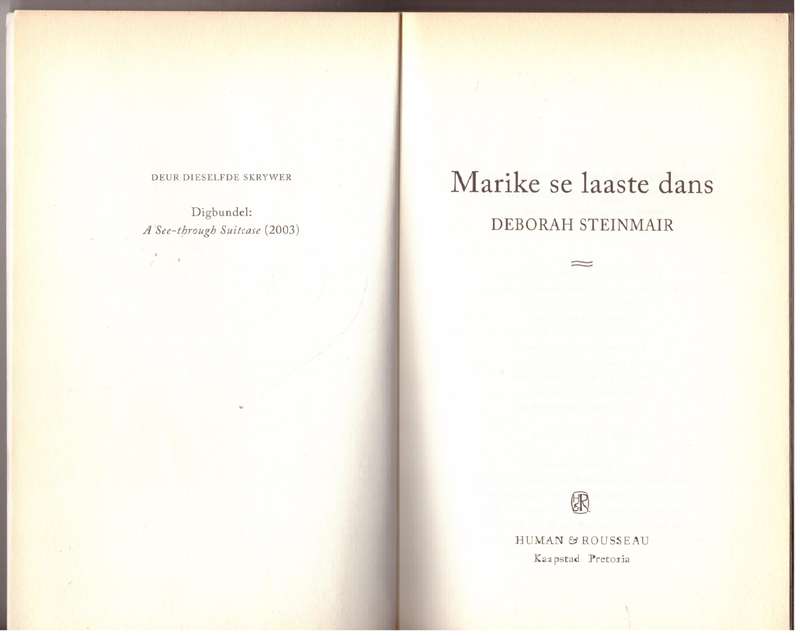 DEUR DIESELFDE SKRYWER
Digbundel:
A See-through Suitcase (2003)
Marike se laaste dans
DEBORAH STEINMAIR
H&R
HUMAN & ROUSSEAU
Kaapstad Pretoria